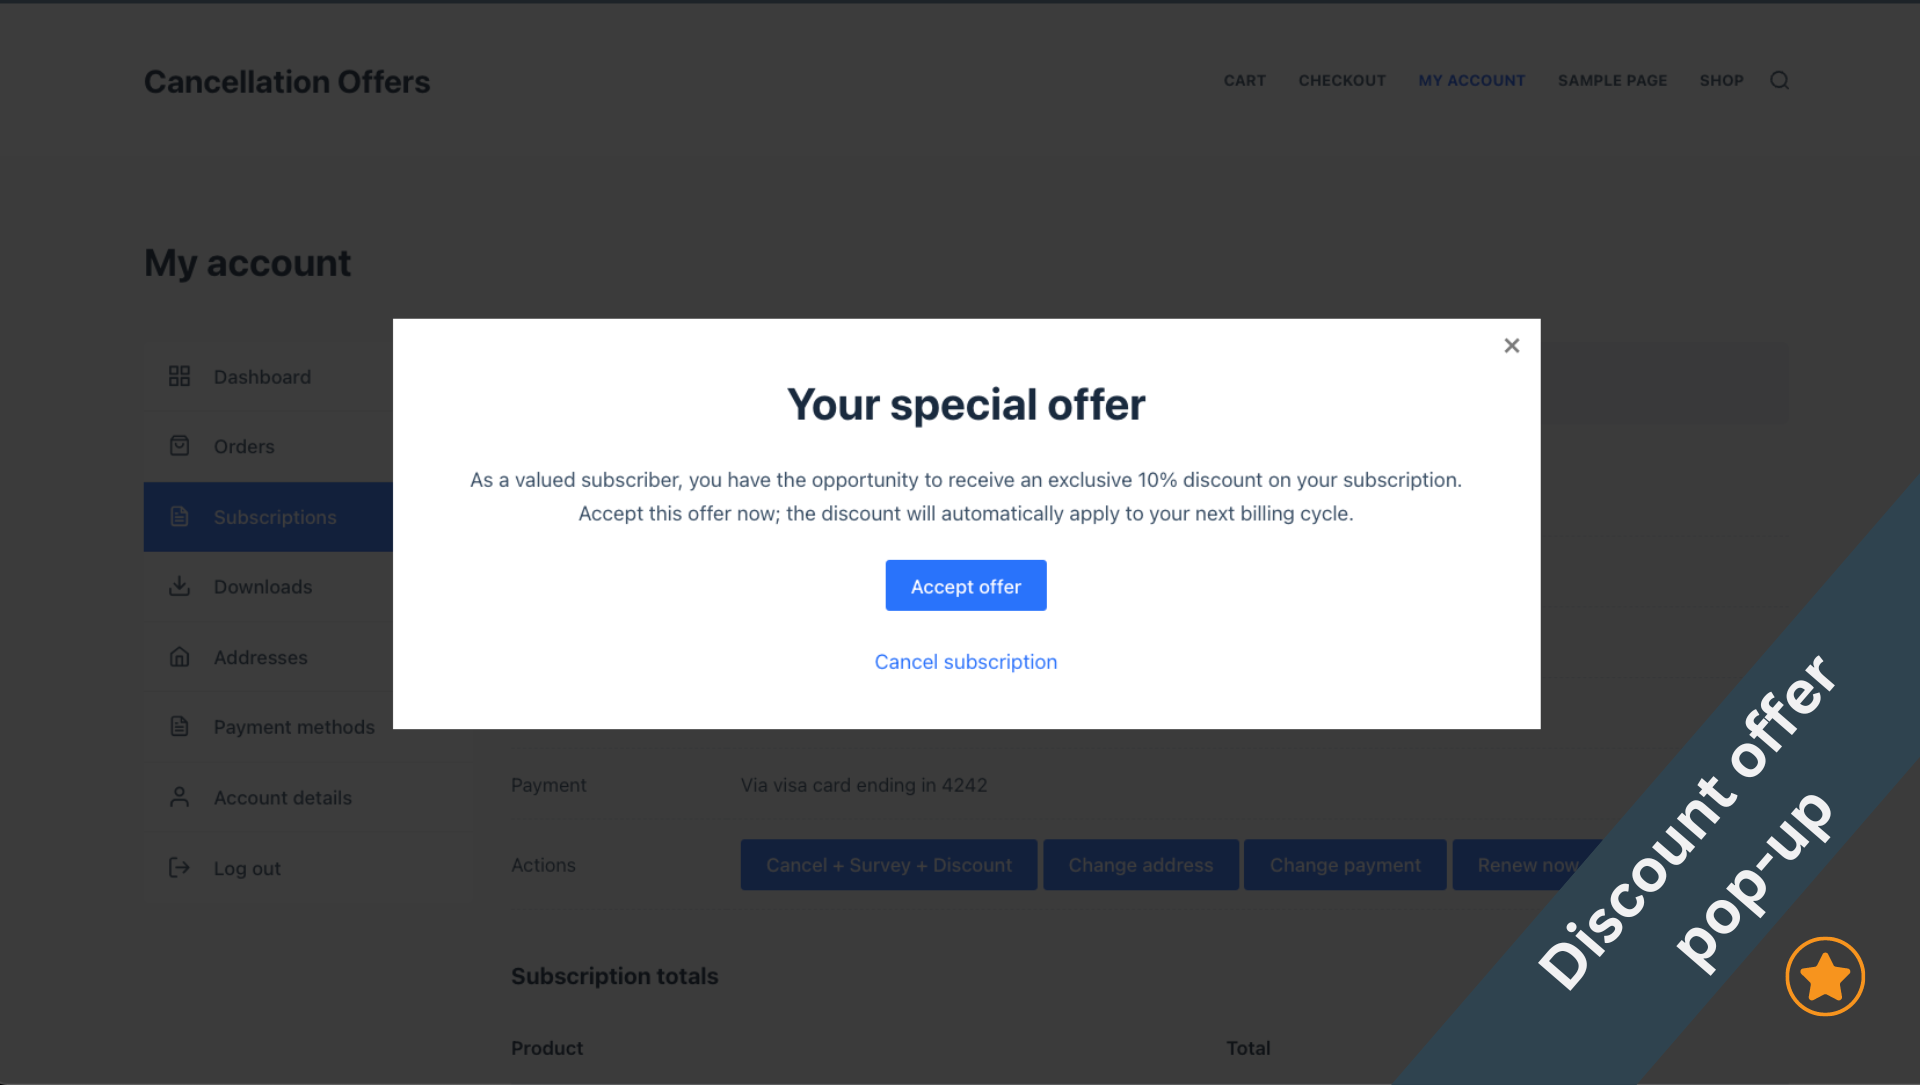 Cancellation Offers
CART CHECKOUT MY ACCOUNT SAMPLE PAGE SHOP
My account
Dashboard
Orders
Subscriptions
Downloads
Addresses
Payment methods
Account details
Log out
×
Your special offer
As a valued subscriber, you have the opportunity to receive an exclusive 10% discount on your subscription.
Accept this offer now; the discount will automatically apply to your next billing cycle.
Accept offer
Cancel subscription
Payment Via visa card ending in 4242
Actions Cancel + Survey + Discount Change address Change payment Renew now
Subscription totals
Product Total
Discount offer
pop-up